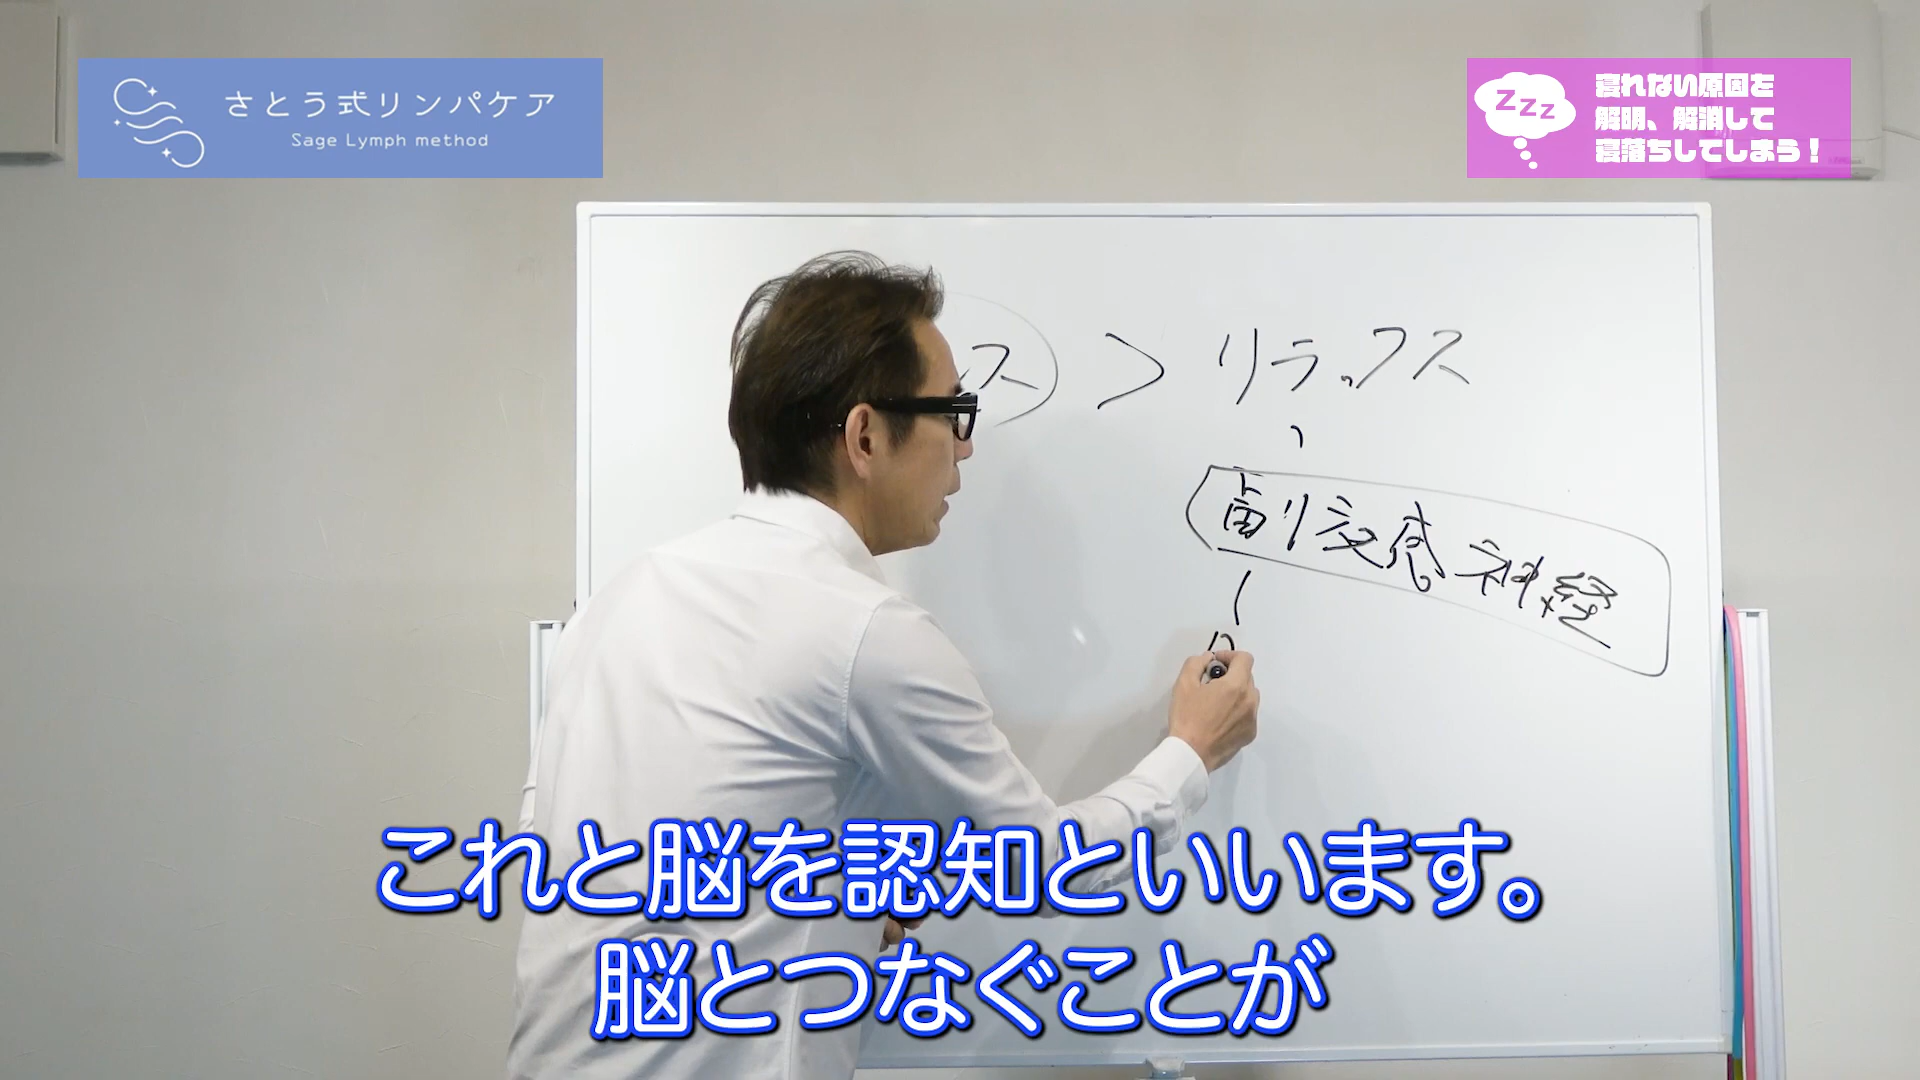 さとう式リンパケア
Sage Lymph method
ZZZ
寝れない原因を
解明、解消して
寝落ちしてしまう！
ス > リラックス
副交感神経
これと脳を認知といいます。
脳とつなぐことが